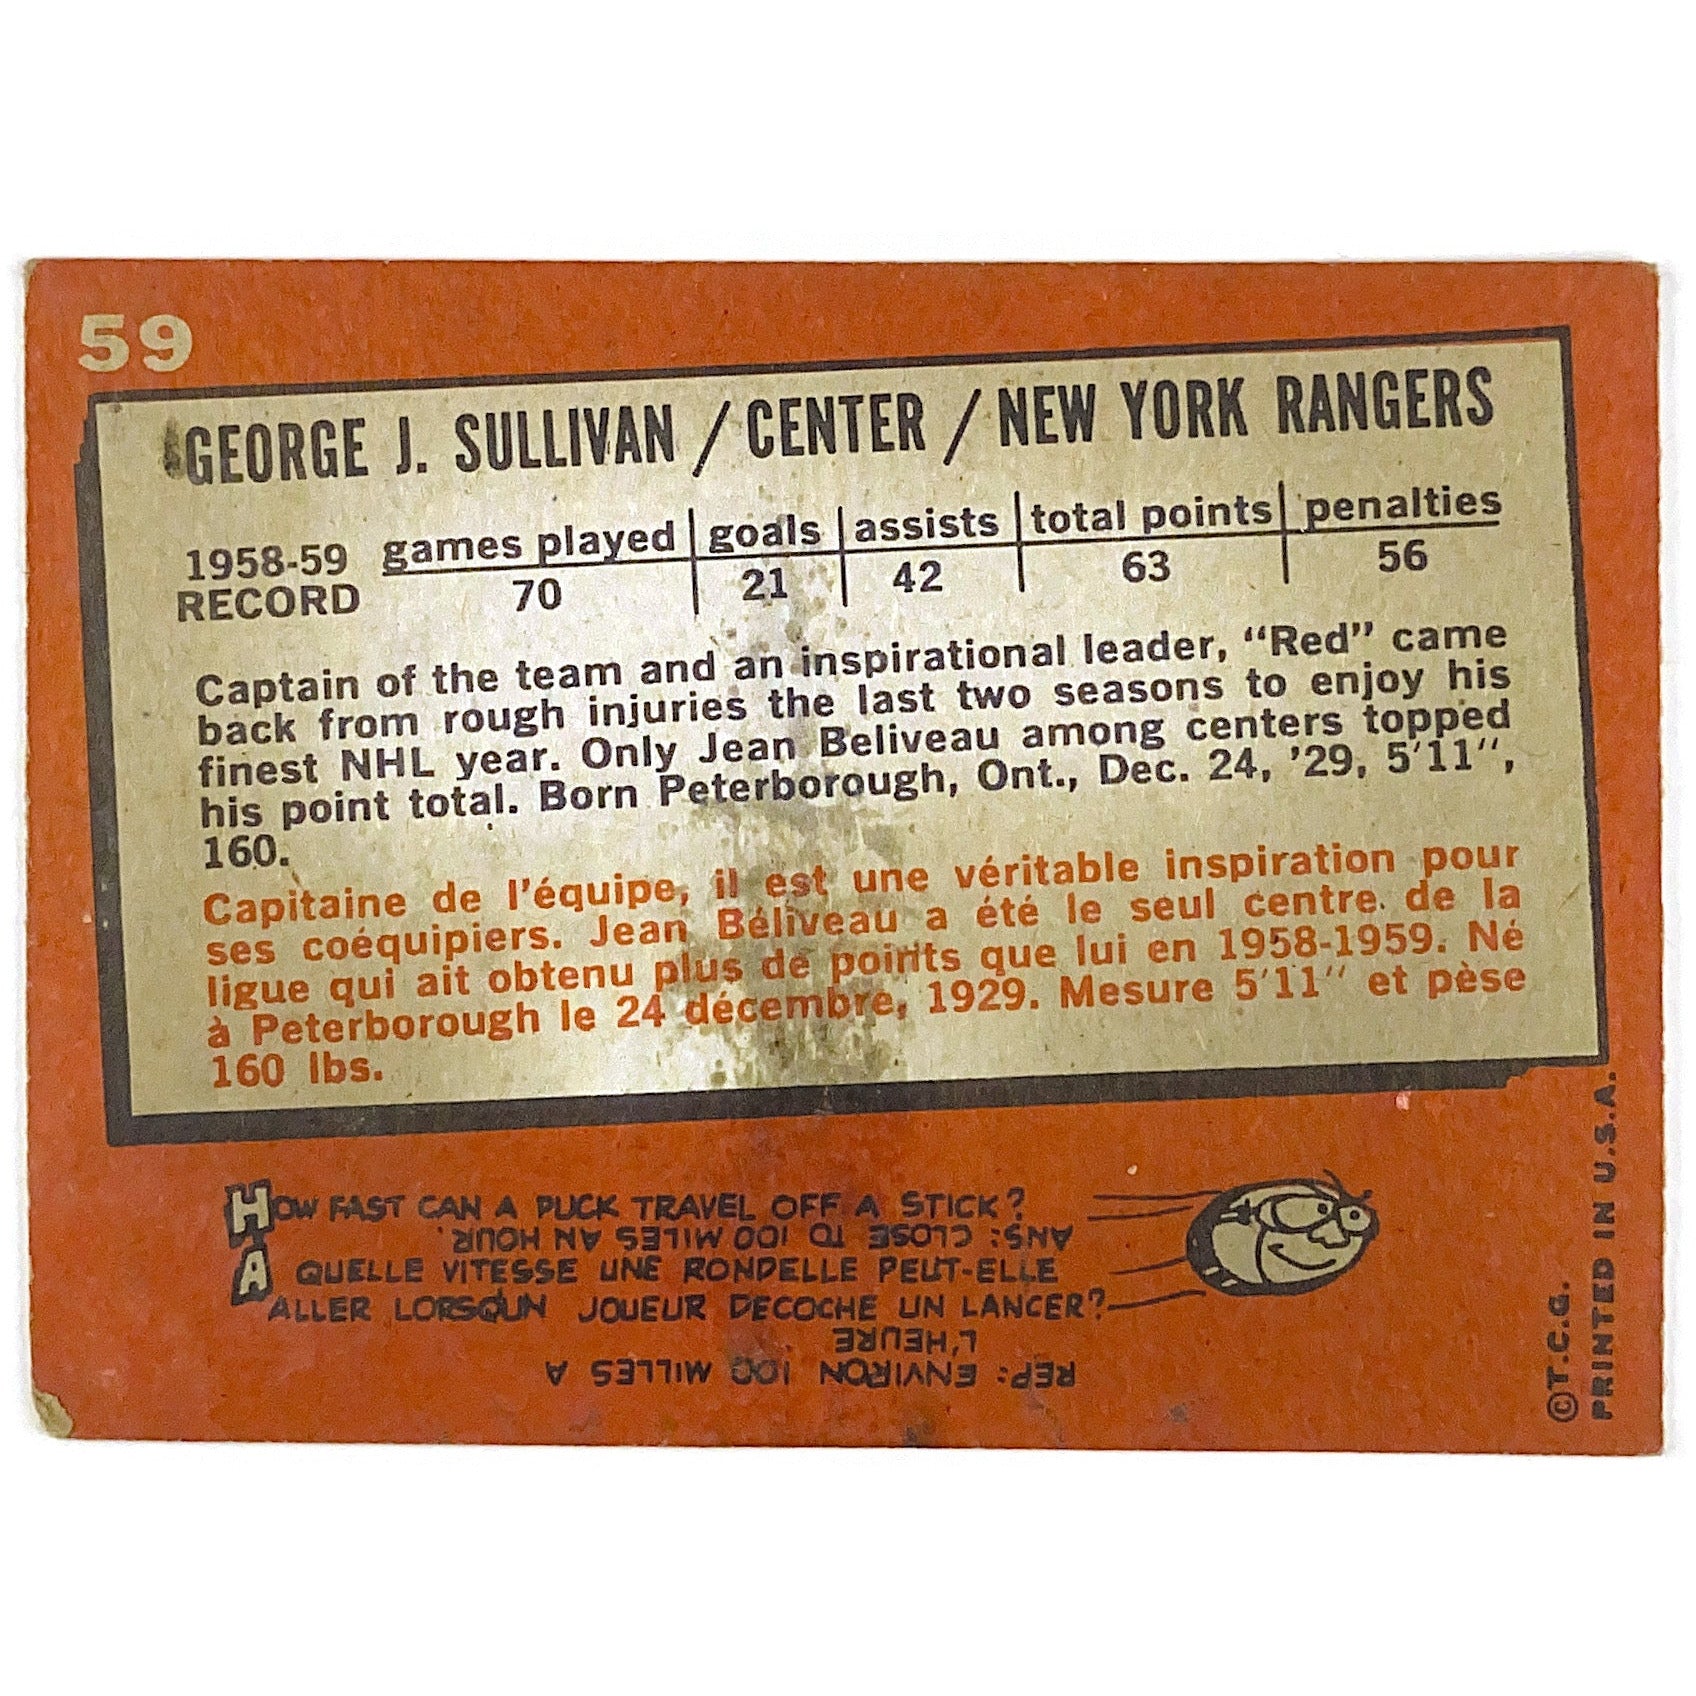 59
GEORGE J. SULLIVAN / CENTER / NEW YORK RANGERS
1958-59 RECORD games played goals assists total points penalties
70 21 42 63 56
Captain of the team and an inspirational leader, “Red” came
back from rough injuries the last two seasons to enjoy his
finest NHL year. Only Jean Beliveau among centers topped
his point total. Born Peterborough, Ont., Dec. 24, ’29, 5′11″,
160.
Capitaine de l’équipe, il est une véritable inspiration pour
ses coéquipiers. Jean Béliveau a été le seul centre de la
ligue qui ait obtenu plus de points que lui en 1958-1959. Né
à Peterborough le 24 décembre, 1929. Mesure 5′11″ et pèse
160 lbs.
HOW FAST CAN A PUCK TRAVEL OFF A STICK?
ANS: CLOSE TO 100 MILES AN HOUR.
A QUELLE VITESSE UNE RONDELLE PEUT-ELLE
ALLER LORSQUN JOUEUR DECOCHE UN LANCER?
REP: ENVIRON 100 MILLES A
L'HEURE
©T.C.G.
PRINTED IN U.S.A.